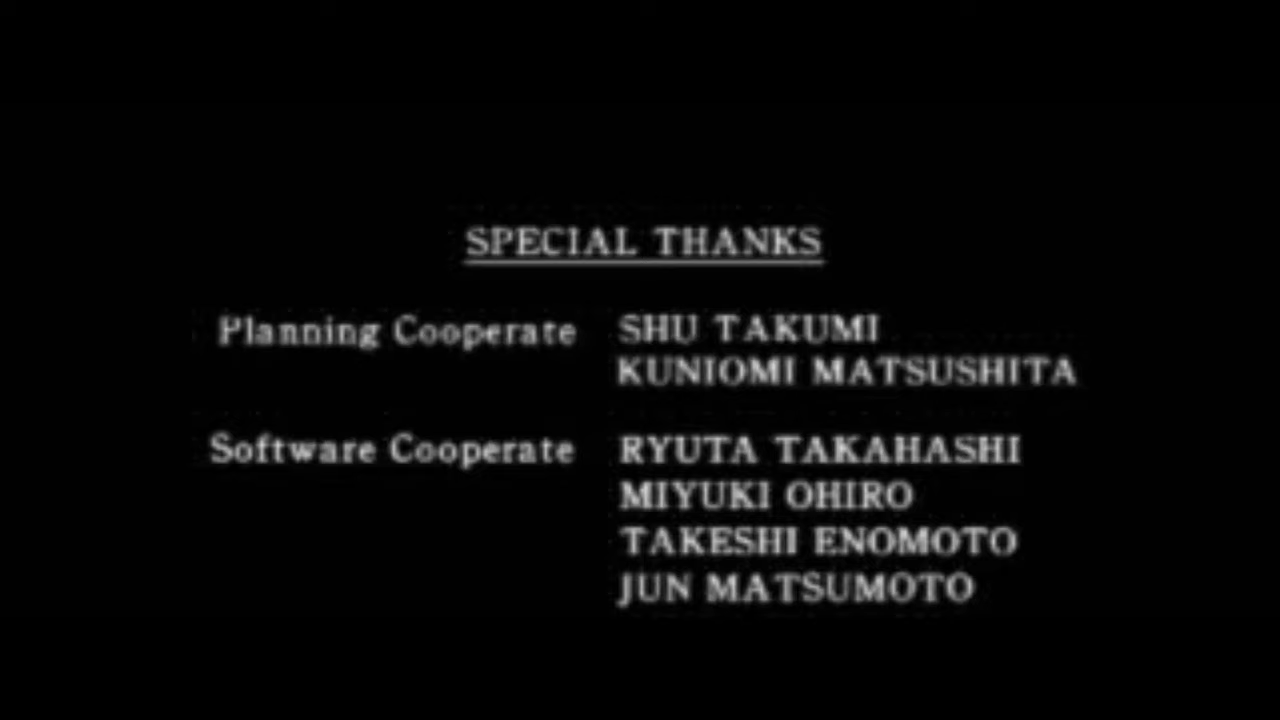 SPECIAL THANKS
Planning Cooperate SHU TAKUMI
KUNIOMI MATSUSHITA
Software Cooperate RYUTA TAKAHASHI
MIYUKI OHIRO
TAKESHI ENOMOTO
JUN MATSUMOTO